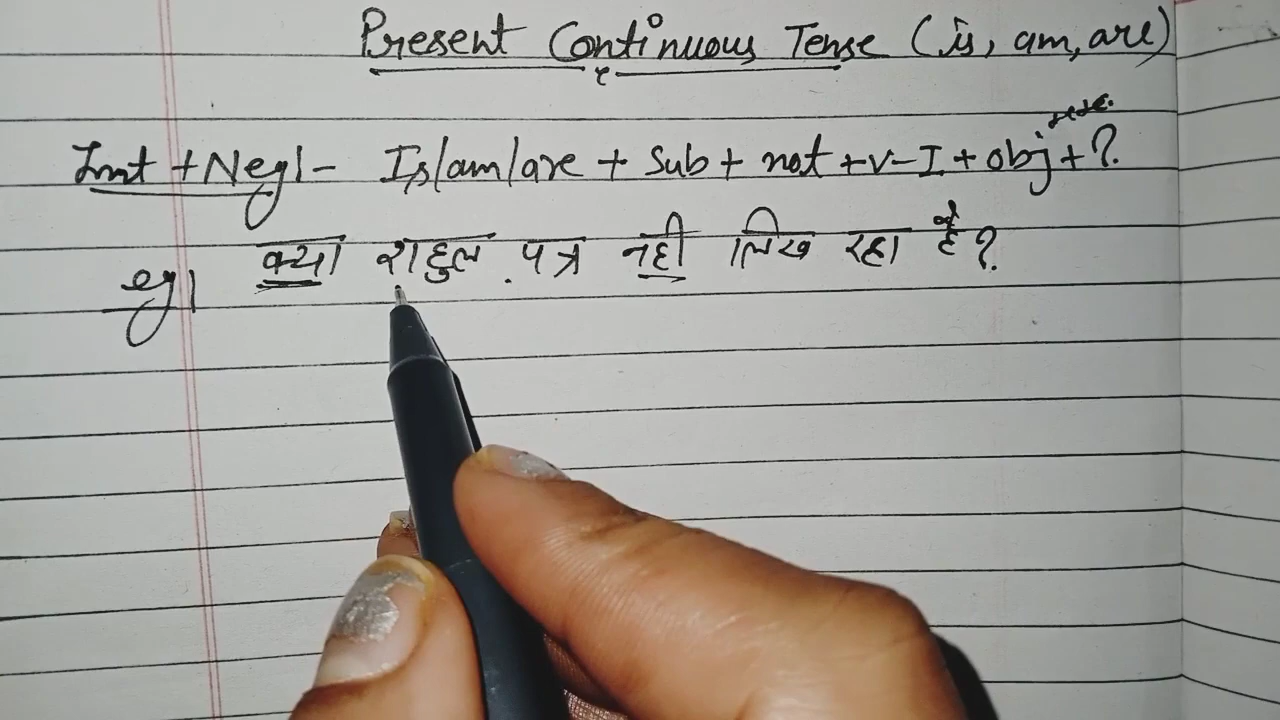 Present Continuous Tense (is, am, are)
Int + Neg - Is/am/are + Sub + not + v-I + obj + ?
eg क्या राहुल पत्र नही लिख रहा है?